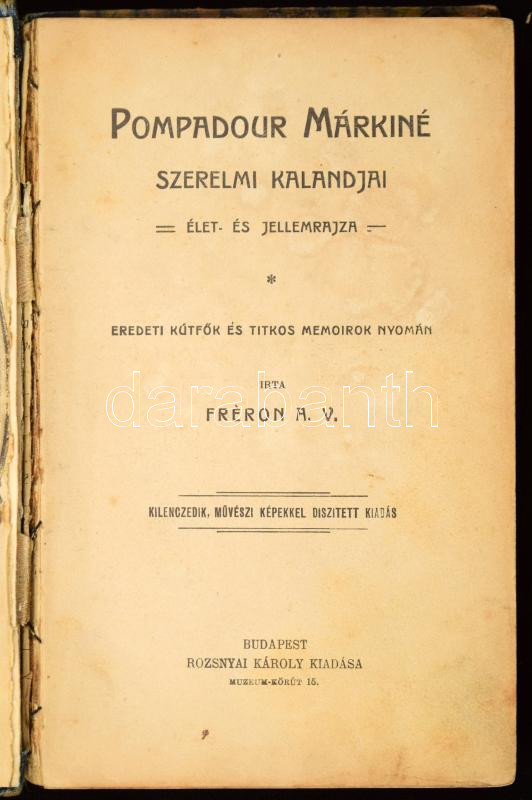 POMPADOUR MÁRKINÉ
SZERELMI KALANDJAI
ÉLET- ÉS JELLEMRAJZA
*
EREDETI KÚTFŐK ÉS TITKOS MEMOIROK NYOMÁN
IRTA
FRÈRON A. V.
darabanth
KILENCZEDIK, MŰVÉSZI KÉPEKKEL DISZITETT KIADÁS
BUDAPEST
ROZSNYAI KÁROLY KIADÁSA
MUZEUM-KÖRÚT 15.